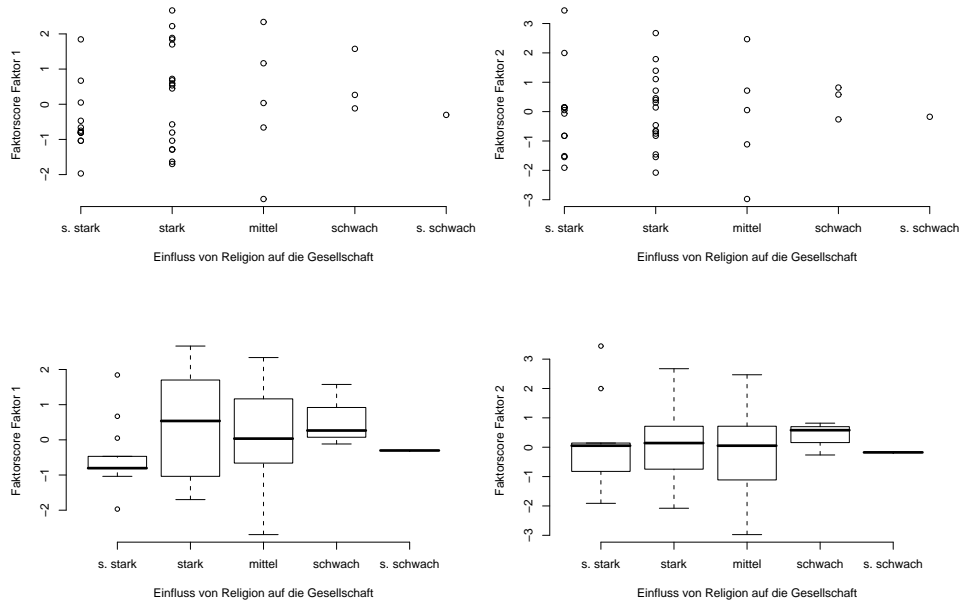 Faktorscore Faktor 1
2
1
0
−1
−2
s. stark stark mittel schwach s. schwach
Einfluss von Religion auf die Gesellschaft
Faktorscore Faktor 2
3
2
1
0
−1
−2
−3
s. stark stark mittel schwach s. schwach
Einfluss von Religion auf die Gesellschaft
Faktorscore Faktor 1
2
1
0
−1
−2
s. stark stark mittel schwach s. schwach
Einfluss von Religion auf die Gesellschaft
Faktorscore Faktor 2
3
2
1
0
−1
−2
−3
s. stark stark mittel schwach s. schwach
Einfluss von Religion auf die Gesellschaft